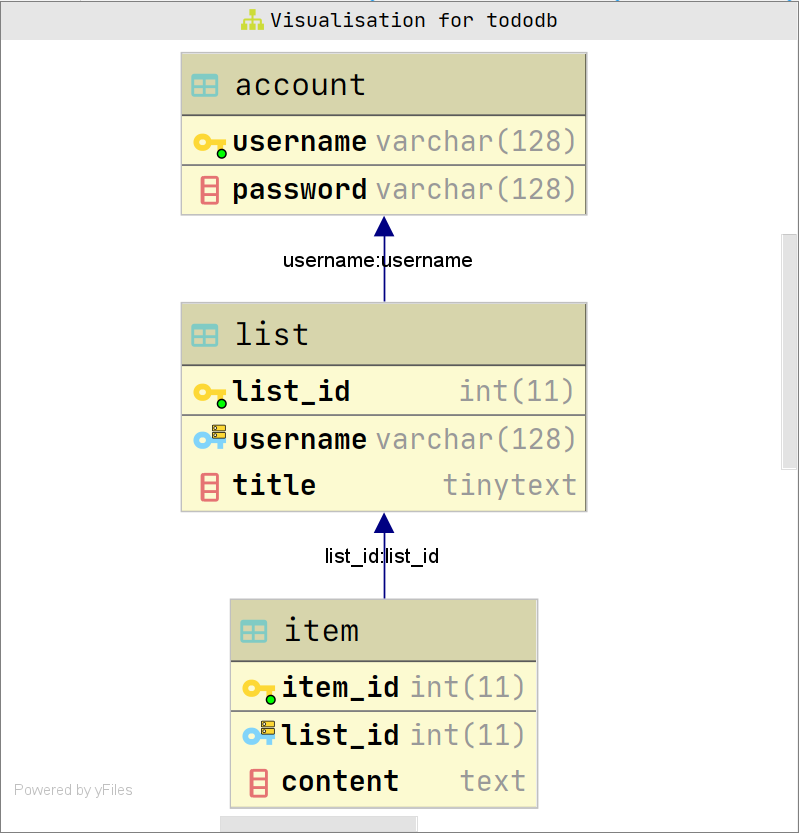 Visualisation for tododb
account
username varchar(128)
password varchar(128)
username:username
list
list_id int(11)
username varchar(128)
title tinytext
list_id:list_id
item
item_id int(11)
list_id int(11)
content text
Powered by yFiles